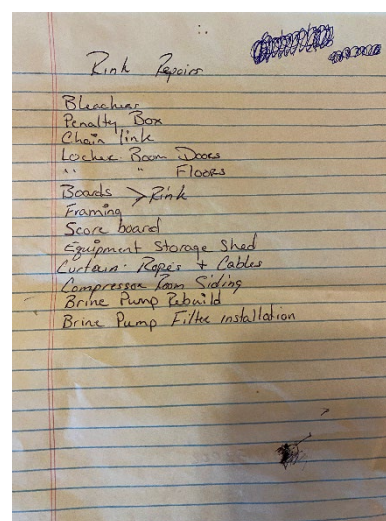 Rink Repairs
Bleachers
Penalty Box
Chain link
Locker Room Doors
" " Floors
Boards > Rink
Framing
Score board
Equipment Storage Shed
Curtain: Ropes + Cables
Compressor Room Siding
Brine Pump Rebuild
Brine Pump Filter installation